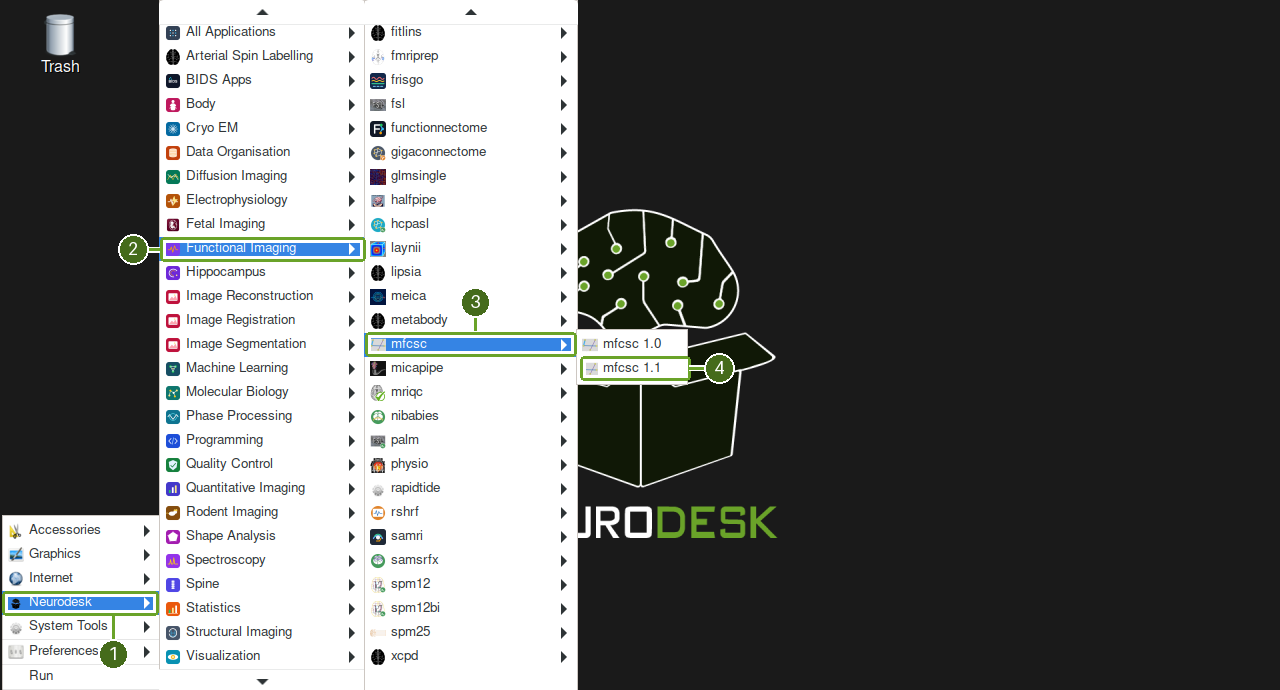 Trash
All Applications
Arterial Spin Labelling
BIDS Apps
Body
Cryo EM
Data Organisation
Diffusion Imaging
Electrophysiology
Fetal Imaging
2
Functional Imaging
Hippocampus
Image Reconstruction
Image Registration
Image Segmentation
Machine Learning
Molecular Biology
Phase Processing
Programming
Quality Control
Quantitative Imaging
Rodent Imaging
Shape Analysis
Spectroscopy
Spine
Statistics
Structural Imaging
Visualization
fitlins
fmriprep
frisgo
fsl
functionnectome
gigaconnectome
glmsingle
halfpipe
hcpasl
laynii
lipsia
meica
3
metabody
mfcsc
micapipe
mriqc
nibabies
palm
physio
rapidtide
rshrf
samri
samsrfx
spm12
spm12bi
spm25
xcpd
mfcsc 1.0
mfcsc 1.1
4
URODESK
Accessories
Graphics
Internet
Neurodesk
System Tools
Preferences
1
Run